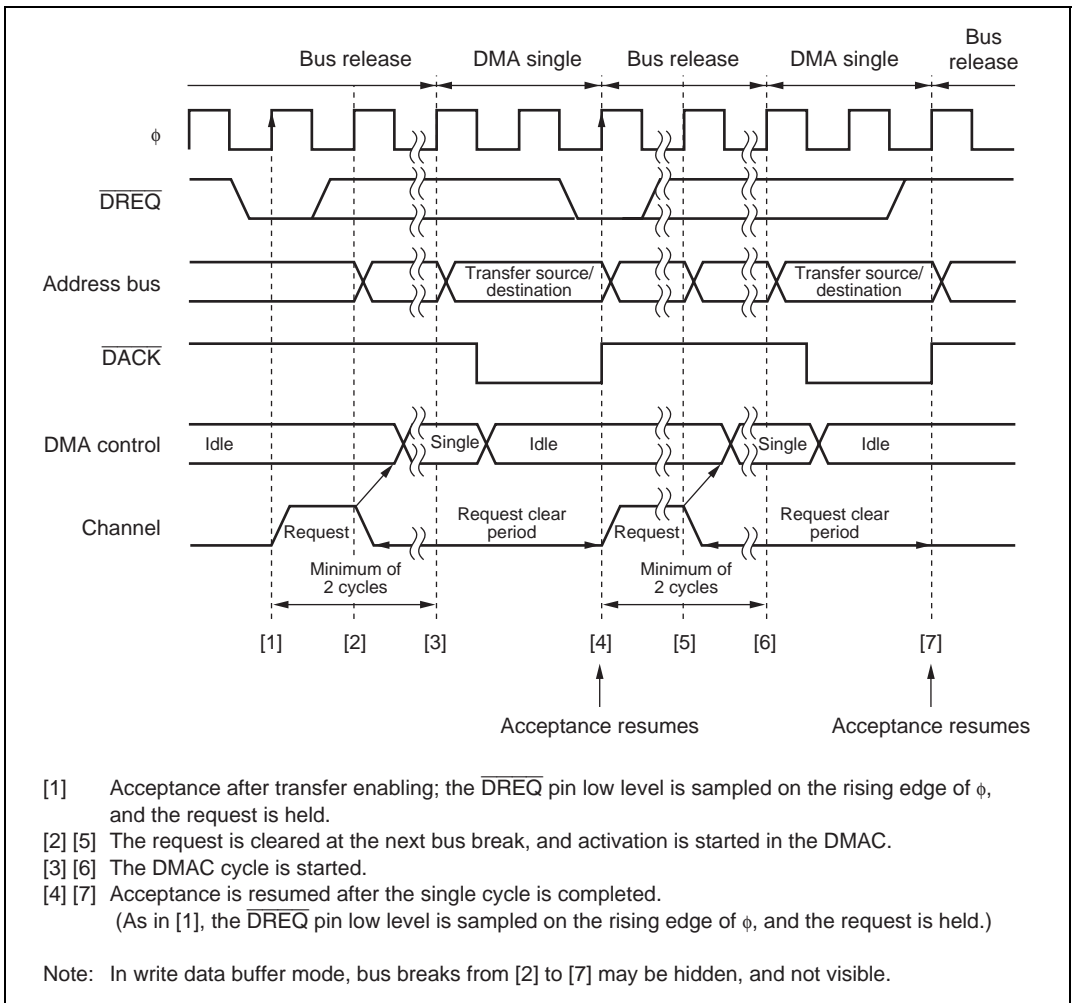 Bus release DMA single Bus release DMA single Bus release
φ
DREQ
Address bus Transfer source/ destination Transfer source/ destination
DACK
DMA control Idle Single Idle Single Idle
Channel Request Request clear period Request Request clear period
Minimum of 2 cycles Minimum of 2 cycles
[1] [2] [3] [4] [5] [6] [7]
Acceptance resumes Acceptance resumes
[1] Acceptance after transfer enabling; the DREQ pin low level is sampled on the rising edge of φ,
and the request is held.
[2] [5] The request is cleared at the next bus break, and activation is started in the DMAC.
[3] [6] The DMAC cycle is started.
[4] [7] Acceptance is resumed after the single cycle is completed.
(As in [1], the DREQ pin low level is sampled on the rising edge of φ, and the request is held.)
Note: In write data buffer mode, bus breaks from [2] to [7] may be hidden, and not visible.